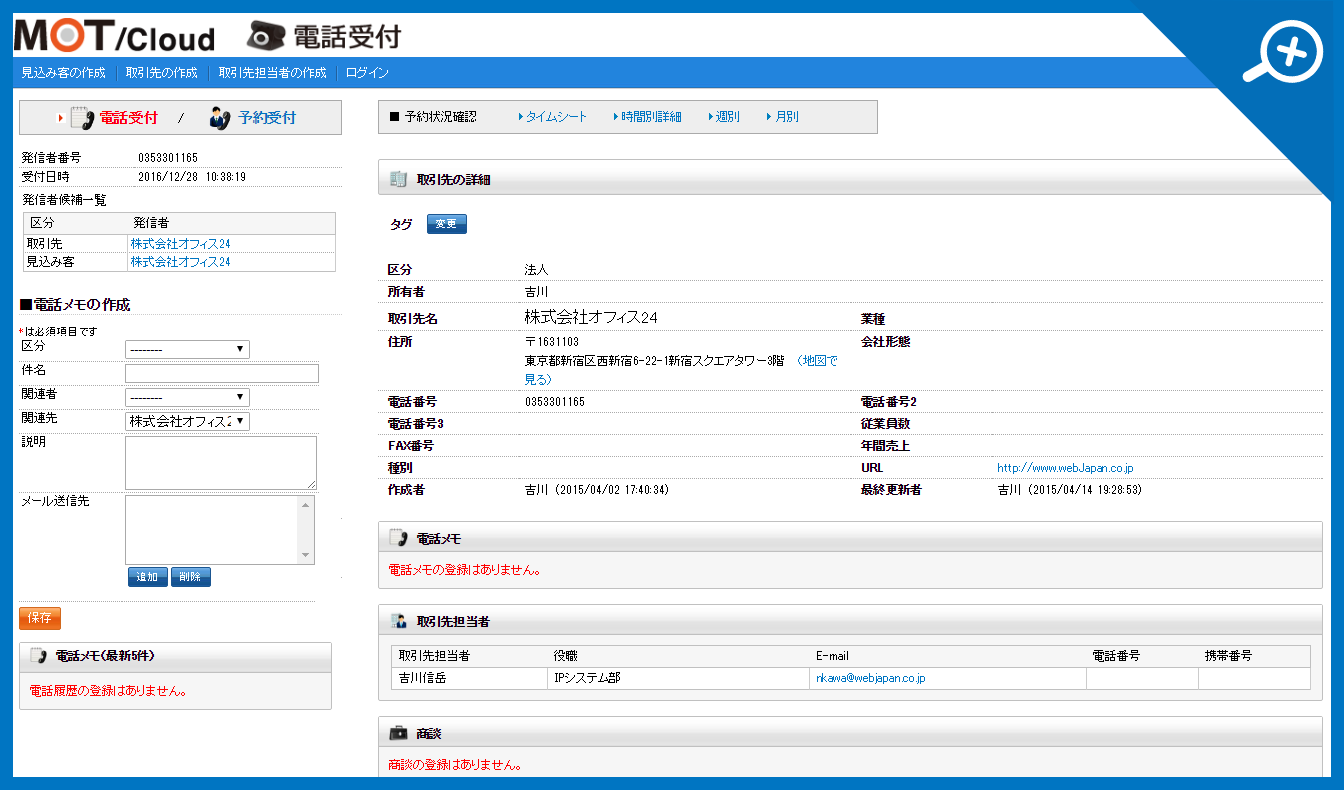 MOT/Cloud 電話受付
見込み客の作成 取引先の作成 取引先担当者の作成 ログイン
電話受付 / 予約受付
発信者番号 0353301165
受付日時 2016/12/28 10:38:19
発信者候補一覧
区分 発信者
取引先 株式会社オフィス24
見込み客 株式会社オフィス24
■電話メモの作成
*は必須項目です
区分 --------
件名
関連者 --------
関連先 株式会社オフィス2
説明
メール送信先
追加 削除
保存
電話メモ(最新5件)
電話履歴の登録はありません。
■ 予約状況確認 タイムシート 時間別詳細 週別 月別
取引先の詳細
タグ 変更
区分 法人
所有者 吉川
取引先名 株式会社オフィス24 業種
住所 〒1631103 会社形態
東京都新宿区西新宿6-22-1新宿スクエアタワー3階 （地図で
見る）
電話番号 0353301165 電話番号2
電話番号3 従業員数
FAX番号 年間売上
種別 URL http://www.webJapan.co.jp
作成者 吉川 (2015/04/02 17:40:34) 最終更新者 吉川 (2015/04/14 19:28:53)
電話メモ
電話メモの登録はありません。
取引先担当者
取引先担当者 役職 E-mail 電話番号 携帯番号
吉川信岳 IPシステム部 nkawa@webjapan.co.jp
商談
商談の登録はありません。